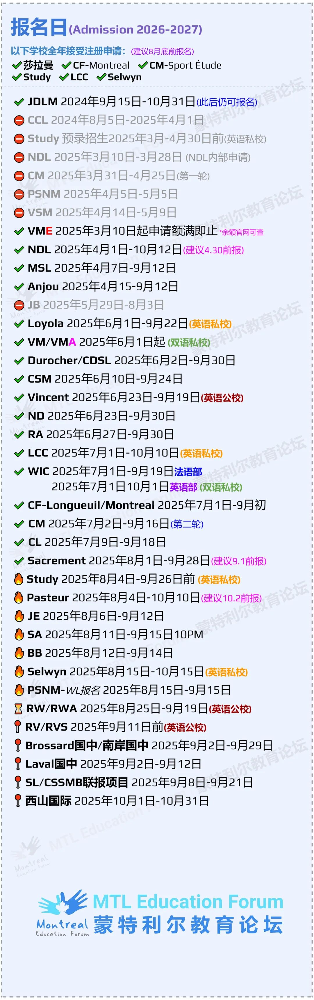 报名日(Admission 2026-2027)
以下学校全年接受注册申请：(建议8月底前报名)
莎拉曼 CF-Montreal CM-Sport Étude
Study LCC Selwyn
JDLM 2024年9月15日-10月31日(此后仍可报名)
CCL 2024年8月5日-2025年4月1日
Study 预录招生2025年3月-4月30日前(英语私校)
NDL 2025年3月10日-3月28日 (NDL内部申请)
CM 2025年3月31日-4月25日(第一轮)
PSNM 2025年4月5日-5月5日
VSM 2025年4月14日-5月9日
VME 2025年3月10日起申请额满即止 *余额官网可查
NDL 2025年4月1日-10月12日(建议4.30前报)
MSL 2025年4月7日-9月12日
Anjou 2025年4月15-9月12日
JB 2025年5月29日-8月3日
Loyola 2025年6月1日-9月22日(英语私校)
VM/VMA 2025年6月1日起 (双语私校)
Durocher/CDSL 2025年6月2日-9月30日
CSM 2025年6月10日-9月24日
Vincent 2025年6月23日-9月19日(英语公校)
ND 2025年6月23日-9月30日
RA 2025年6月27日-9月30日
LCC 2025年7月1日-10月10日(英语私校)
WIC 2025年7月1日-9月19日法语部
2025年7月1日10月1日英语部 (双语私校)
CF-Longueuil/Montreal 2025年7月1日-9月初
CM 2025年7月2日-9月16日(第二轮)
CL 2025年7月9日-9月18日
Sacrement 2025年8月1日-9月28日(建议9.1前报)
Study 2025年8月4日-9月26日前 (英语私校)
Pasteur 2025年8月4日-10月10日(建议10.2前报)
JE 2025年8月6日-9月12日
SA 2025年8月11日-9月15日10PM
BB 2025年8月12日-9月14日
Selwyn 2025年8月15日-10月15日(英语私校)
PSNM-WL报名 2025年8月15日-9月15日
RW/RWA 2025年8月25日-9月19日(英语公校)
RV/RVS 2025年9月11日前(英语公校)
Brossard国中/南岸国中 2025年9月2日-9月29日
Laval国中 2025年9月2日-9月12日
SL/CSSMB联报项目 2025年9月8日-9月21日
西山国际 2025年10月1日-10月31日
MTL Education Forum
Montreal
Education Forum
蒙特利尔教育论坛